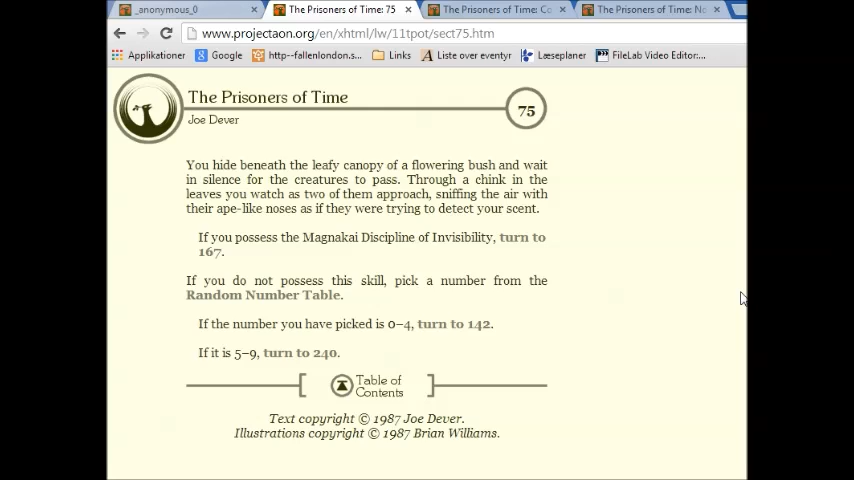 _anonymous_0 × The Prisoners of Time: 75 × The Prisoners of Time: Co × The Prisoners of Time: No ×
www.projectaon.org/en/xhtml/lw/11tpot/sect75.htm
Applikationer Google http--fallenlondon.s... Links Liste over eventyr Læseplaner FileLab Video Editor:...
The Prisoners of Time
75
Joe Dever
You hide beneath the leafy canopy of a flowering bush and wait
in silence for the creatures to pass. Through a chink in the
leaves you watch as two of them approach, sniffing the air with
their ape-like noses as if they were trying to detect your scent.
If you possess the Magnakai Discipline of Invisibility, turn to
167.
If you do not possess this skill, pick a number from the
Random Number Table.
If the number you have picked is 0–4, turn to 142.
If it is 5–9, turn to 240.
Table of
Contents
Text copyright © 1987 Joe Dever.
Illustrations copyright © 1987 Brian Williams.